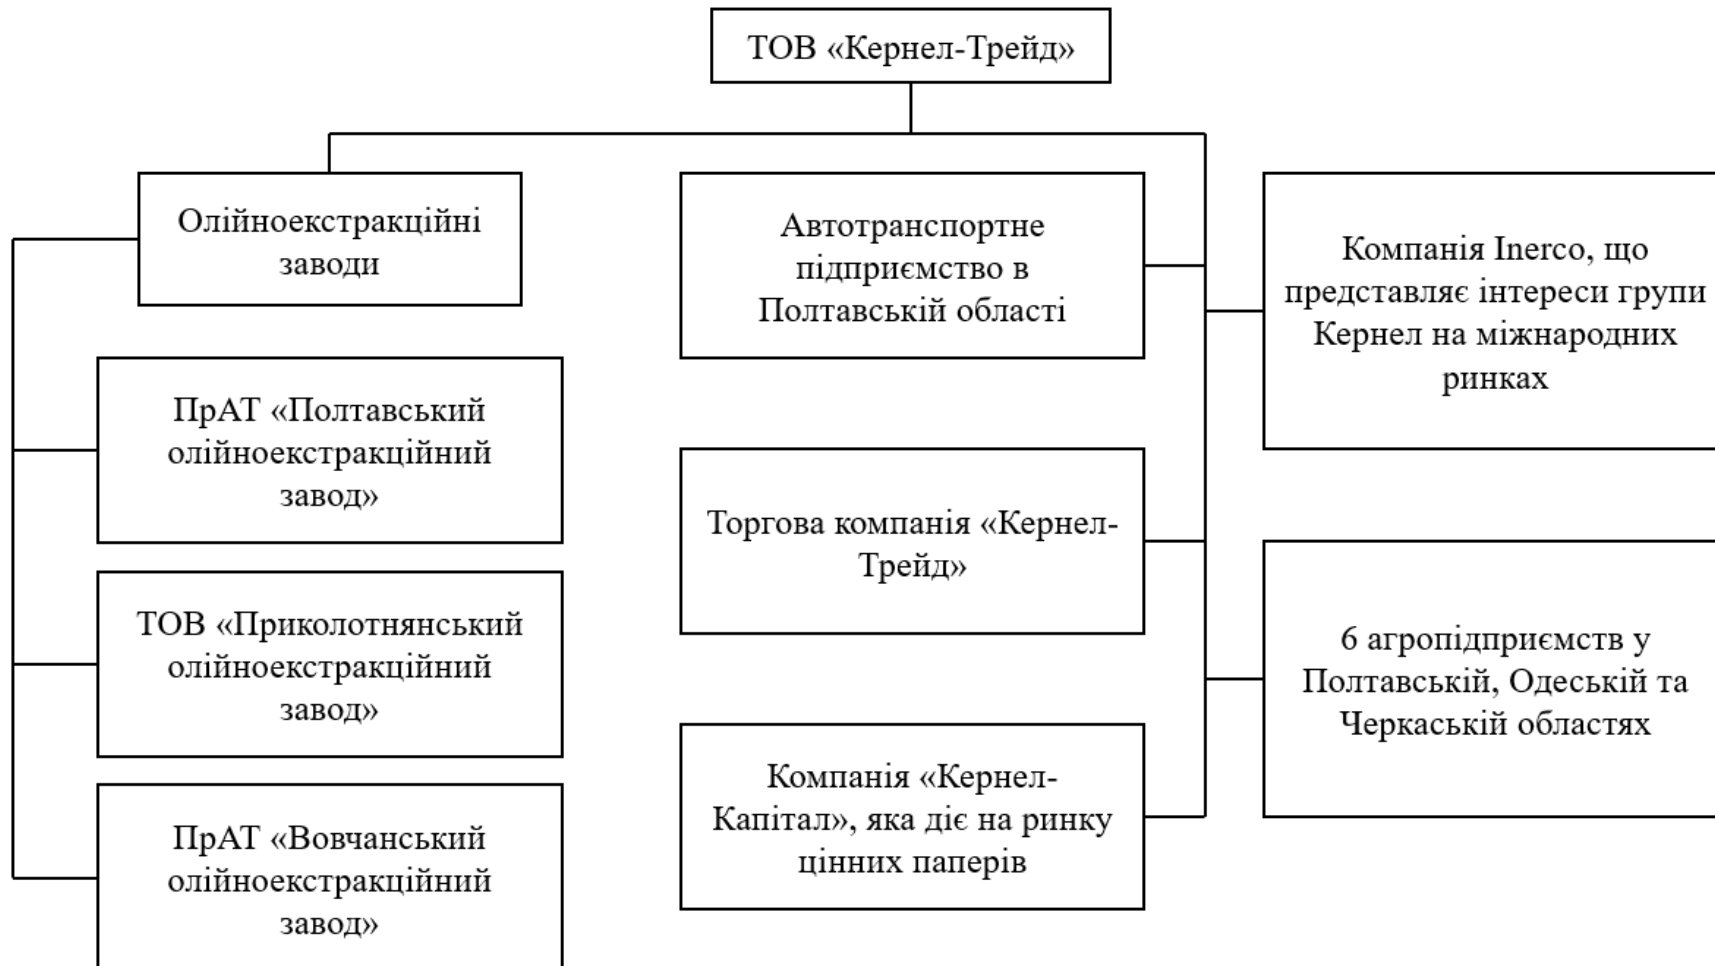 ТОВ «Кернел-Трейд»
Олійноекстракційні
заводи
ПрАТ «Полтавський
олійноекстракційний
завод»
ТОВ «Приколотнянський
олійноекстракційний
завод»
ПрАТ «Вовчанський
олійноекстракційний
завод»
Автотранспортне
підприємство в
Полтавській області
Торгова компанія «Кернел-
Трейд»
Компанія «Кернел-
Капітал», яка діє на ринку
цінних паперів
Компанія Inerco, що
представляє інтереси групи
Кернел на міжнародних
ринках
6 агропідприємств у
Полтавській, Одеській та
Черкаській областях